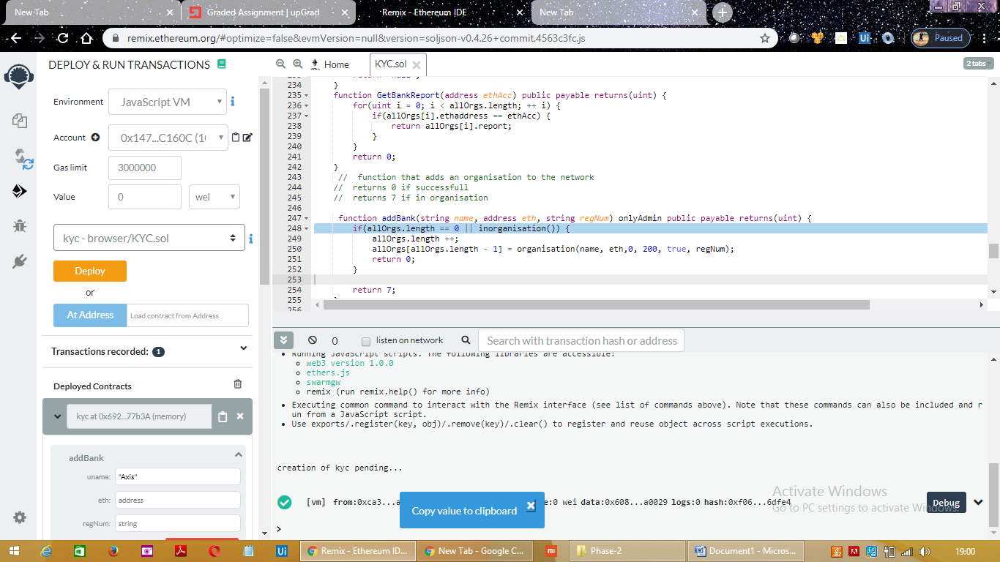 New Tab
Graded Assignment | upGrad
Remix - Ethereum IDE
New Tab
remix.ethereum.org/#optimize=false&evmVersion=null&version=soljson-v0.4.26+commit.4563c3fc.js
Paused
DEPLOY & RUN TRANSACTIONS
Environment JavaScript VM
Account 0x147...C160C (10
Gas limit 3000000
Value 0 wei
kyc - browser/KYC.sol
Deploy
or
At Address Load contract from Address
Transactions recorded: 1
Deployed Contracts
kyc at 0x692...77b3A (memory)
addBank
uname: "Axis"
eth: address
regNum: string
Home KYC.sol
2 tabs
234 }
235 function GetBankReport(address ethAcc) public payable returns(uint) {
236 for(uint i = 0; i < allOrgs.length; ++ i) {
237 if(allOrgs[i].ethaddress == ethAcc) {
238 return allOrgs[i].report;
239 }
240 }
241 return 0;
242 }
243 // function that adds an organisation to the network
244 // returns 0 if successfull
245 // returns 7 if in organisation
246
247 function addBank(string name, address eth, string regNum) onlyAdmin public payable returns(uint) {
248 if(allOrgs.length == 0 || inorganisation()) {
249 allOrgs.length ++;
250 allOrgs[allOrgs.length - 1] = organisation(name, eth,0, 200, true, regNum);
251 return 0;
252 }
253
254 return 7;
255
256
0 listen on network Search with transaction hash or address
Running JavaScript scripts. The following libraries are accessible:
web3 version 1.0.0
ethers.js
swarmgw
remix (run remix.help() for more info)
Executing common command to interact with the Remix interface (see list of commands above). Note that these commands can also be included and r
un from a JavaScript script.
Use exports/.register(key, obj)/.remove(key)/.clear() to register and reuse object across script executions.
creation of kyc pending...
[vm] from:0xca3...a e:0 wei data:0x608...a0029 logs:0 hash:0xf06...6dfe4
Debug
Copy value to clipboard
>
Activate Windows
Go to PC settings to activate Windows.
Remix - Ethereum ID...
New Tab - Google C...
Phase-2
Document1 - Micros...
19:00